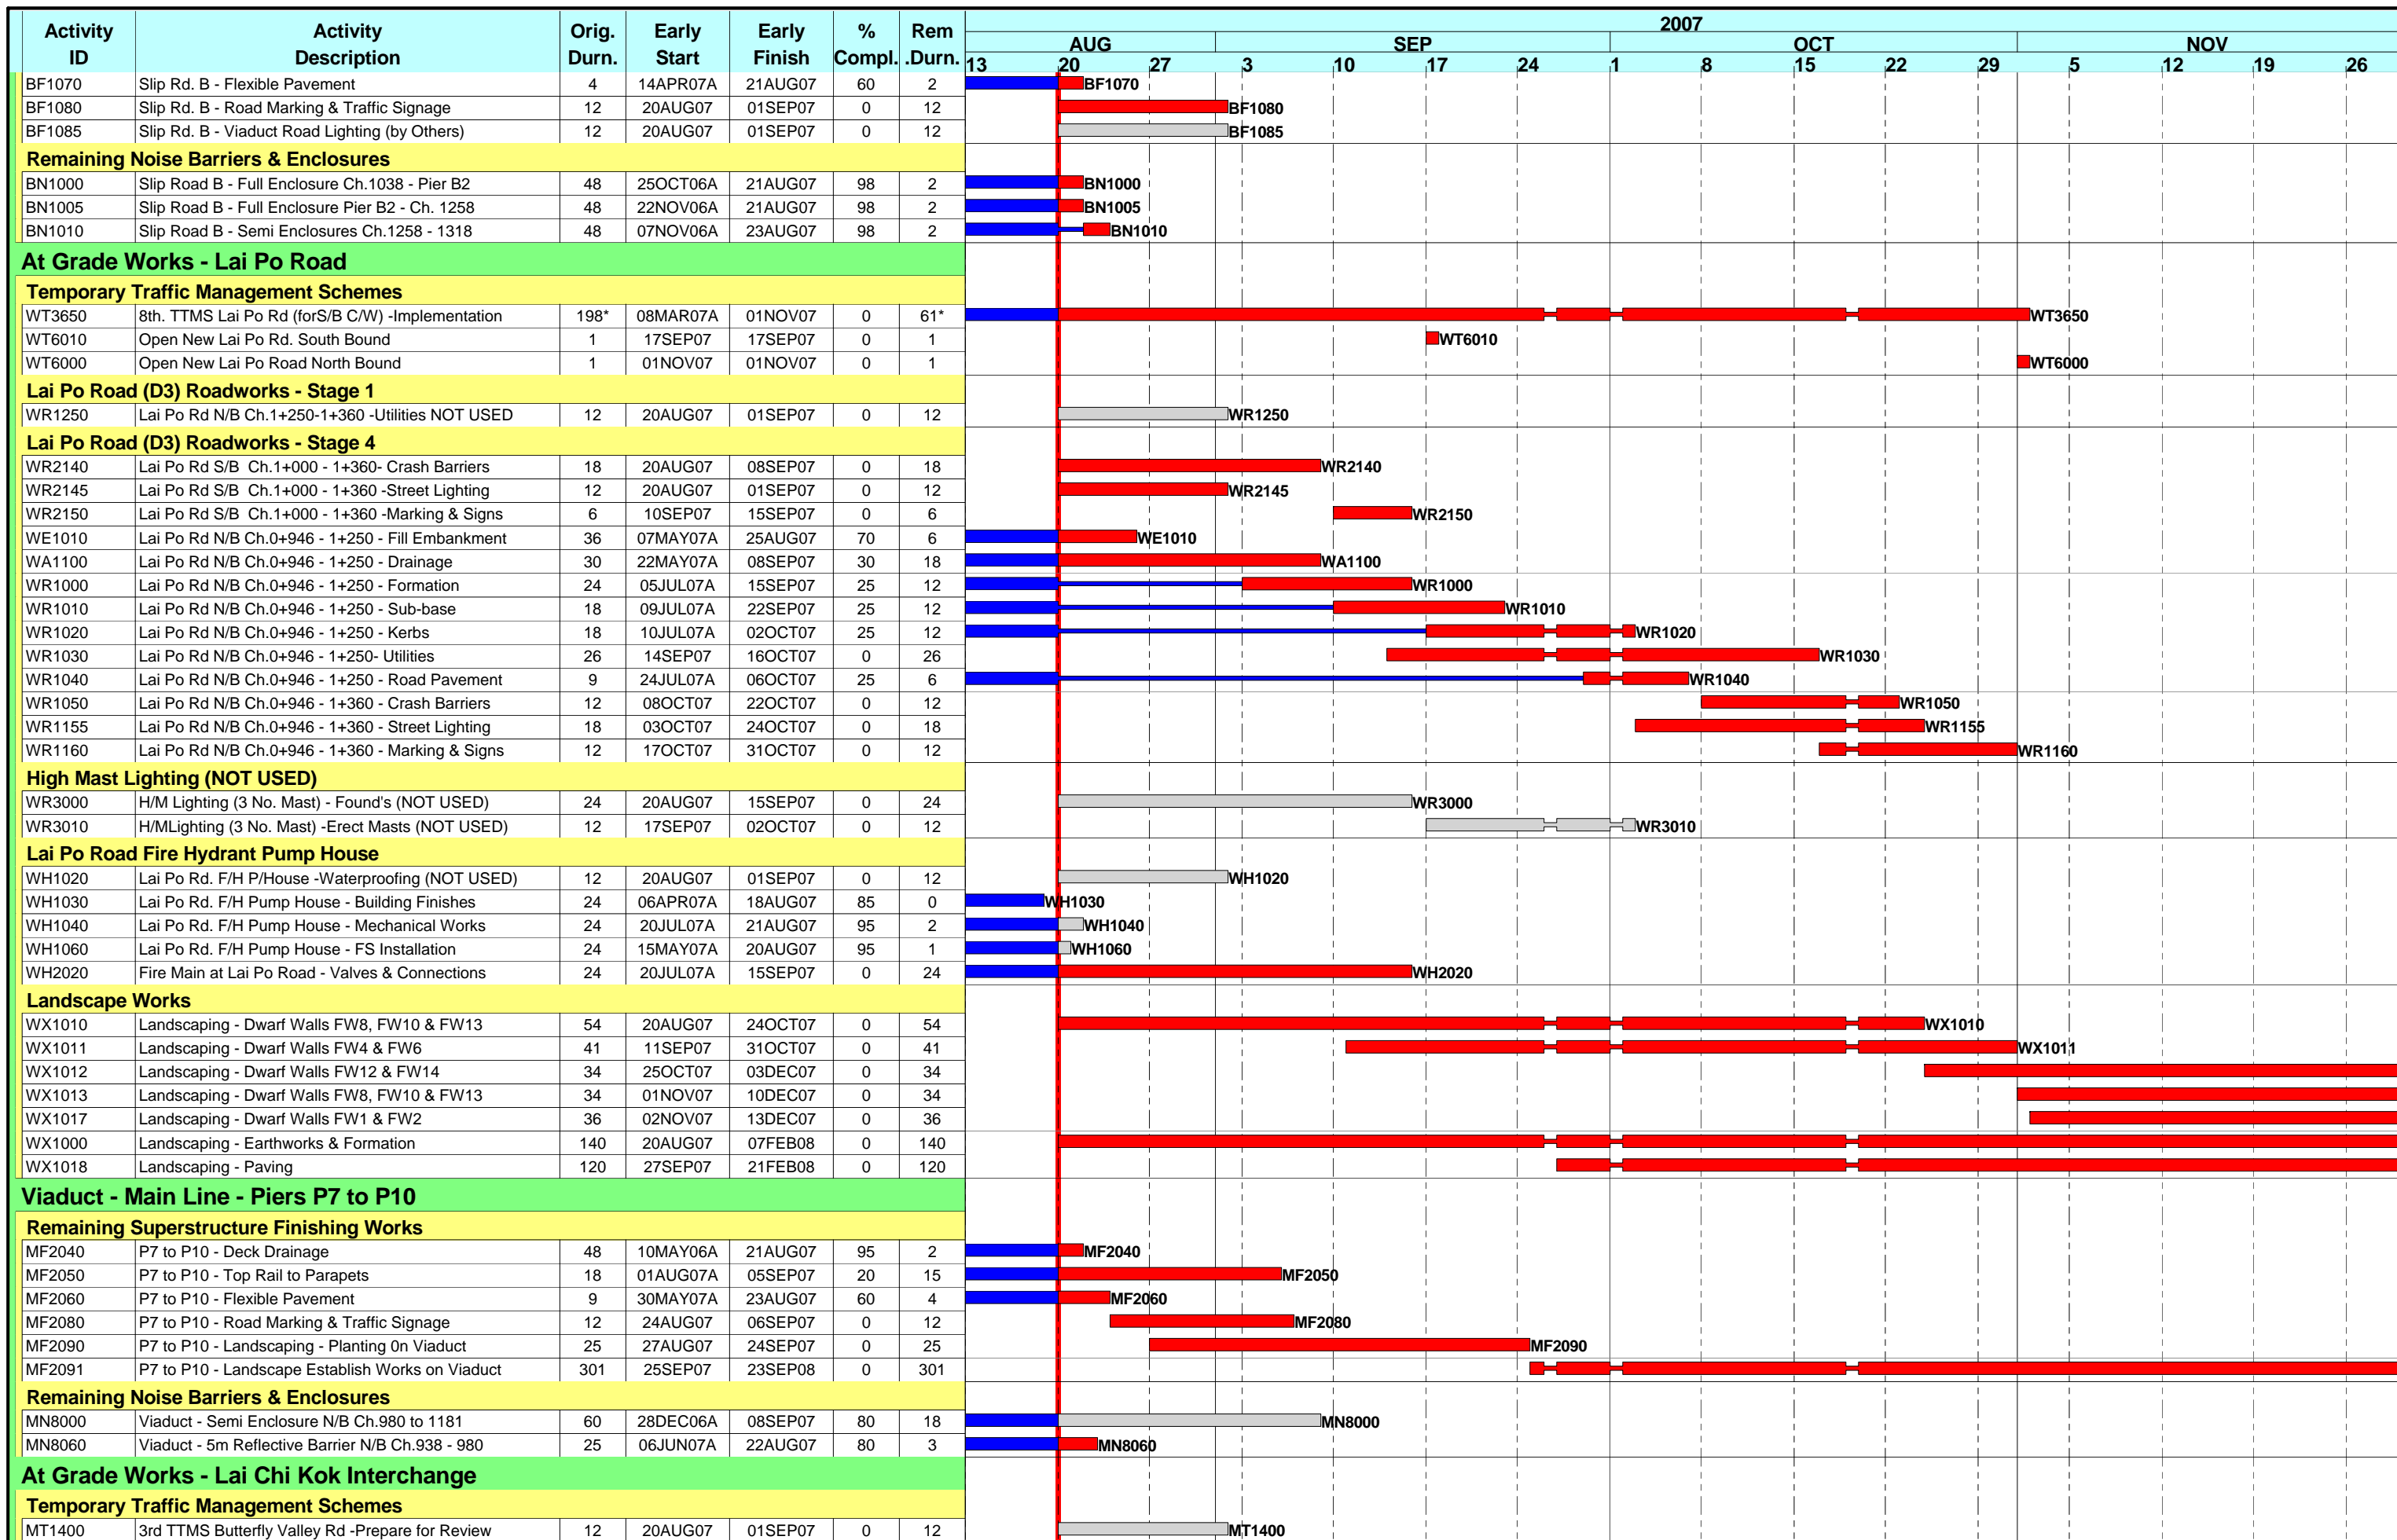 Activity ID Activity Description Orig. Durn. Early Start Early Finish % Compl. Rem .Durn.
2007
AUG SEP OCT NOV
13 20 27 3 10 17 24 1 8 15 22 29 5 12 19 26
BF1070 Slip Rd. B - Flexible Pavement 4 14APR07A 21AUG07 60 2 BF1070
BF1080 Slip Rd. B - Road Marking & Traffic Signage 12 20AUG07 01SEP07 0 12 BF1080
BF1085 Slip Rd. B - Viaduct Road Lighting (by Others) 12 20AUG07 01SEP07 0 12 BF1085
Remaining Noise Barriers & Enclosures
BN1000 Slip Road B - Full Enclosure Ch.1038 - Pier B2 48 25OCT06A 21AUG07 98 2 BN1000
BN1005 Slip Road B - Full Enclosure Pier B2 - Ch. 1258 48 22NOV06A 21AUG07 98 2 BN1005
BN1010 Slip Road B - Semi Enclosures Ch.1258 - 1318 48 07NOV06A 23AUG07 98 2 BN1010
At Grade Works - Lai Po Road
Temporary Traffic Management Schemes
WT3650 8th. TTMS Lai Po Rd (forS/B C/W) -Implementation 198* 08MAR07A 01NOV07 0 61* WT3650
WT6010 Open New Lai Po Rd. South Bound 1 17SEP07 17SEP07 0 1 WT6010
WT6000 Open New Lai Po Road North Bound 1 01NOV07 01NOV07 0 1 WT6000
Lai Po Road (D3) Roadworks - Stage 1
WR1250 Lai Po Rd N/B Ch.1+250-1+360 -Utilities NOT USED 12 20AUG07 01SEP07 0 12 WR1250
Lai Po Road (D3) Roadworks - Stage 4
WR2140 Lai Po Rd S/B Ch.1+000 - 1+360- Crash Barriers 18 20AUG07 08SEP07 0 18 WR2140
WR2145 Lai Po Rd S/B Ch.1+000 - 1+360 -Street Lighting 12 20AUG07 01SEP07 0 12 WR2145
WR2150 Lai Po Rd S/B Ch.1+000 - 1+360 -Marking & Signs 6 10SEP07 15SEP07 0 6 WR2150
WE1010 Lai Po Rd N/B Ch.0+946 - 1+250 - Fill Embankment 36 07MAY07A 25AUG07 70 6 WE1010
WA1100 Lai Po Rd N/B Ch.0+946 - 1+250 - Drainage 30 22MAY07A 08SEP07 30 18 WA1100
WR1000 Lai Po Rd N/B Ch.0+946 - 1+250 - Formation 24 05JUL07A 15SEP07 25 12 WR1000
WR1010 Lai Po Rd N/B Ch.0+946 - 1+250 - Sub-base 18 09JUL07A 22SEP07 25 12 WR1010
WR1020 Lai Po Rd N/B Ch.0+946 - 1+250 - Kerbs 18 10JUL07A 02OCT07 25 12 WR1020
WR1030 Lai Po Rd N/B Ch.0+946 - 1+250- Utilities 26 14SEP07 16OCT07 0 26 WR1030
WR1040 Lai Po Rd N/B Ch.0+946 - 1+250 - Road Pavement 9 24JUL07A 06OCT07 25 6 WR1040
WR1050 Lai Po Rd N/B Ch.0+946 - 1+360 - Crash Barriers 12 08OCT07 22OCT07 0 12 WR1050
WR1155 Lai Po Rd N/B Ch.0+946 - 1+360 - Street Lighting 18 03OCT07 24OCT07 0 18 WR1155
WR1160 Lai Po Rd N/B Ch.0+946 - 1+360 - Marking & Signs 12 17OCT07 31OCT07 0 12 WR1160
High Mast Lighting (NOT USED)
WR3000 H/M Lighting (3 No. Mast) - Found's (NOT USED) 24 20AUG07 15SEP07 0 24 WR3000
WR3010 H/MLighting (3 No. Mast) -Erect Masts (NOT USED) 12 17SEP07 02OCT07 0 12 WR3010
Lai Po Road Fire Hydrant Pump House
WH1020 Lai Po Rd. F/H P/House -Waterproofing (NOT USED) 12 20AUG07 01SEP07 0 12 WH1020
WH1030 Lai Po Rd. F/H Pump House - Building Finishes 24 06APR07A 18AUG07 85 0 WH1030
WH1040 Lai Po Rd. F/H Pump House - Mechanical Works 24 20JUL07A 21AUG07 95 2 WH1040
WH1060 Lai Po Rd. F/H Pump House - FS Installation 24 15MAY07A 20AUG07 95 1 WH1060
WH2020 Fire Main at Lai Po Road - Valves & Connections 24 20JUL07A 15SEP07 0 24 WH2020
Landscape Works
WX1010 Landscaping - Dwarf Walls FW8, FW10 & FW13 54 20AUG07 24OCT07 0 54 WX1010
WX1011 Landscaping - Dwarf Walls FW4 & FW6 41 11SEP07 31OCT07 0 41 WX1011
WX1012 Landscaping - Dwarf Walls FW12 & FW14 34 25OCT07 03DEC07 0 34
WX1013 Landscaping - Dwarf Walls FW8, FW10 & FW13 34 01NOV07 10DEC07 0 34
WX1017 Landscaping - Dwarf Walls FW1 & FW2 36 02NOV07 13DEC07 0 36
WX1000 Landscaping - Earthworks & Formation 140 20AUG07 07FEB08 0 140
WX1018 Landscaping - Paving 120 27SEP07 21FEB08 0 120
Viaduct - Main Line - Piers P7 to P10
Remaining Superstructure Finishing Works
MF2040 P7 to P10 - Deck Drainage 48 10MAY06A 21AUG07 95 2 MF2040
MF2050 P7 to P10 - Top Rail to Parapets 18 01AUG07A 05SEP07 20 15 MF2050
MF2060 P7 to P10 - Flexible Pavement 9 30MAY07A 23AUG07 60 4 MF2060
MF2080 P7 to P10 - Road Marking & Traffic Signage 12 24AUG07 06SEP07 0 12 MF2080
MF2090 P7 to P10 - Landscaping - Planting 0n Viaduct 25 27AUG07 24SEP07 0 25 MF2090
MF2091 P7 to P10 - Landscape Establish Works on Viaduct 301 25SEP07 23SEP08 0 301
Remaining Noise Barriers & Enclosures
MN8000 Viaduct - Semi Enclosure N/B Ch.980 to 1181 60 28DEC06A 08SEP07 80 18 MN8000
MN8060 Viaduct - 5m Reflective Barrier N/B Ch.938 - 980 25 06JUN07A 22AUG07 80 3 MN8060
At Grade Works - Lai Chi Kok Interchange
Temporary Traffic Management Schemes
MT1400 3rd TTMS Butterfly Valley Rd -Prepare for Review 12 20AUG07 01SEP07 0 12 MT1400